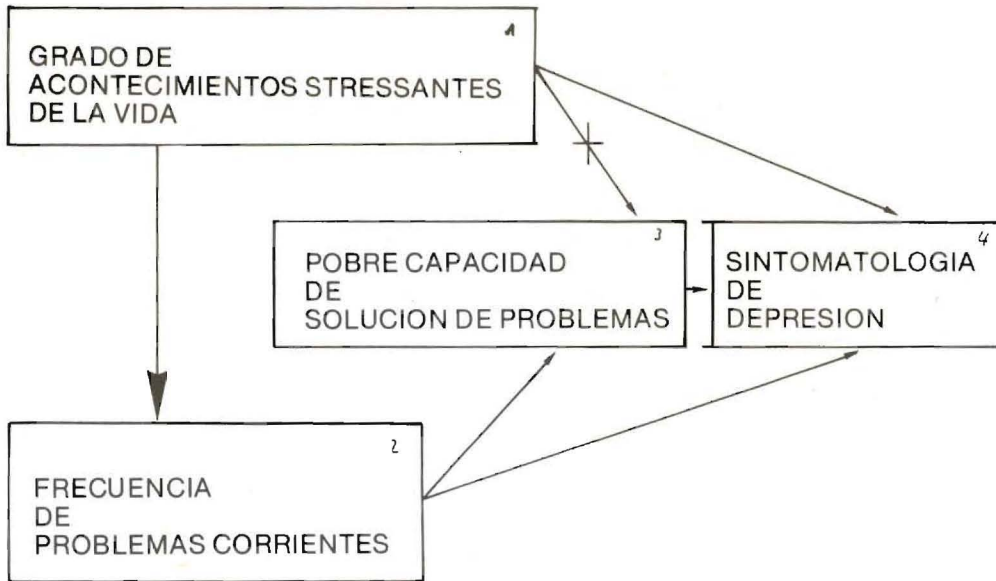 1
GRADO DE
ACONTECIMIENTOS STRESSANTES
DE LA VIDA
3
POBRE CAPACIDAD
DE
SOLUCION DE PROBLEMAS
4
SINTOMATOLOGIA
DE
DEPRESION
2
FRECUENCIA
DE
PROBLEMAS CORRIENTES